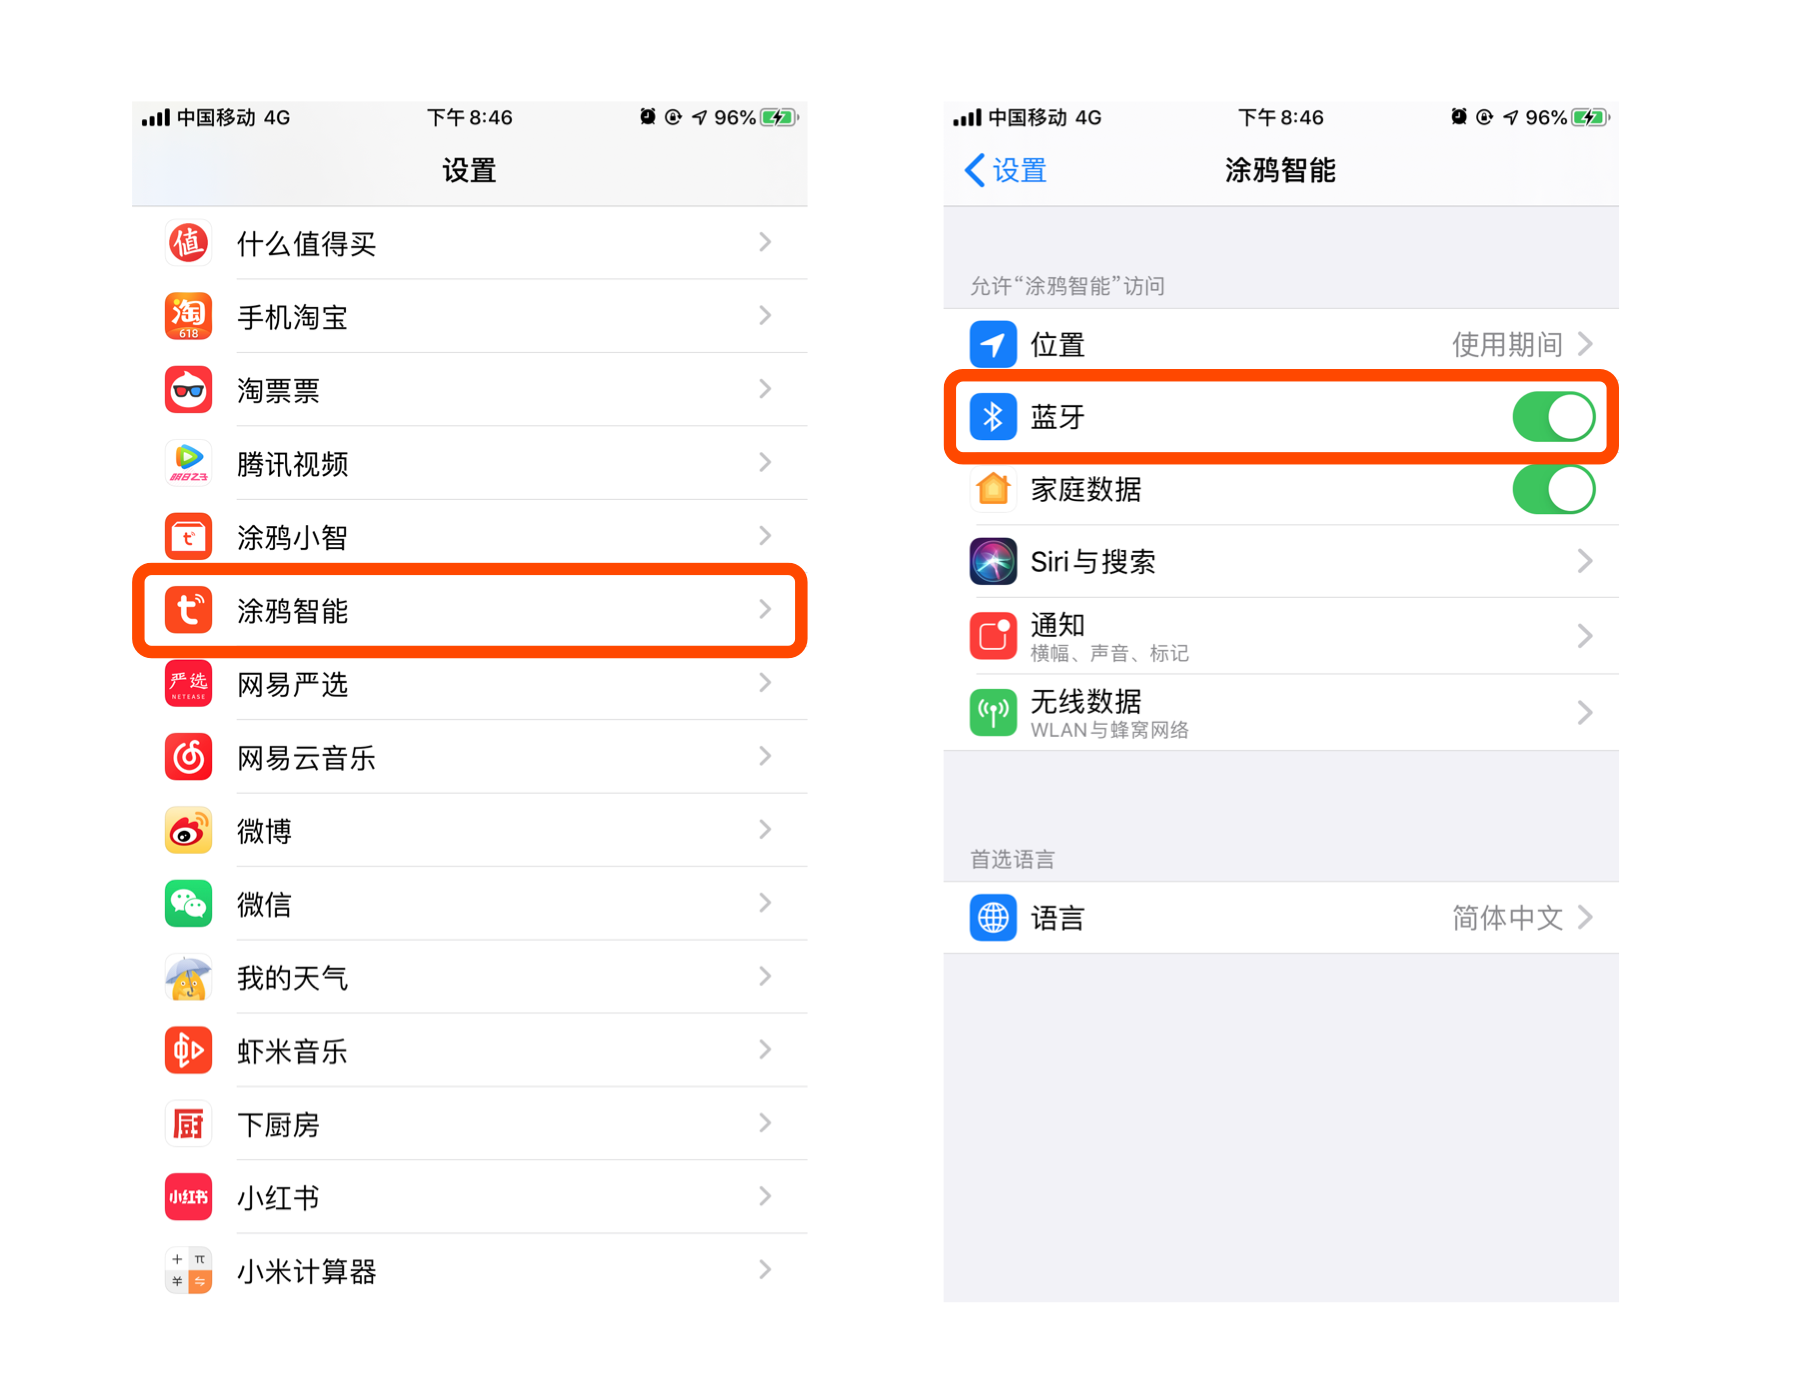 中国移动 4G 下午 8:46 96%
设置
值 什么值得买
淘 618 手机淘宝
淘票票
明日之子 腾讯视频
涂鸦小智
涂鸦智能
严选 NETEASE 网易严选
网易云音乐
微博
微信
我的天气
虾米音乐
厨 下厨房
小红书 小红书
+ π ¥ 小米计算器
中国移动 4G 下午 8:46 96%
设置 涂鸦智能
允许“涂鸦智能”访问
位置 使用期间
蓝牙
家庭数据
Siri与搜索
通知
横幅、声音、标记
无线数据
WLAN与蜂窝网络
首选语言
语言 简体中文